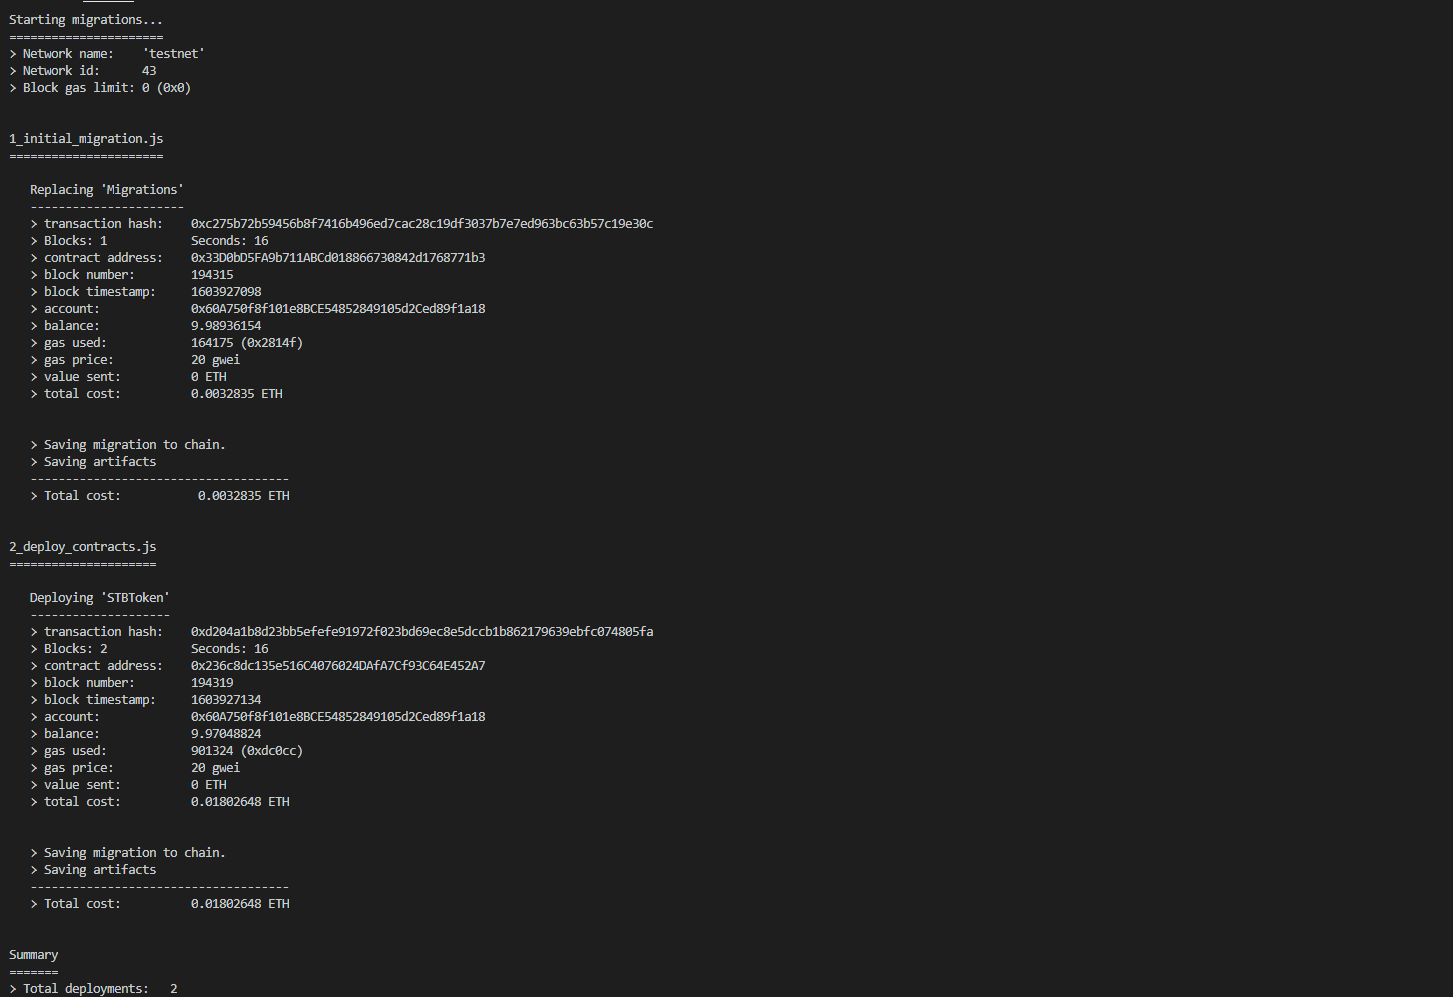 Starting migrations...
======================
> Network name:    'testnet'
> Network id:      43
> Block gas limit: 0 (0x0)
1_initial_migration.js
======================
Replacing 'Migrations'
----------------------
> transaction hash:    0xc275b72b59456b8f7416b496ed7cac28c19df3037b7e7ed963bc63b57c19e30c
> Blocks: 1            Seconds: 16
> contract address:    0x33D0bD5FA9b711ABCd018866730842d1768771b3
> block number:        194315
> block timestamp:     1603927098
> account:             0x60A750f8f101e8BCE54852849105d2Ced89f1a18
> balance:             9.98936154
> gas used:            164175 (0x2814f)
> gas price:           20 gwei
> value sent:          0 ETH
> total cost:          0.0032835 ETH
> Saving migration to chain.
> Saving artifacts
-------------------------------------
> Total cost:           0.0032835 ETH
2_deploy_contracts.js
=====================
Deploying 'STBToken'
--------------------
> transaction hash:    0xd204a1b8d23bb5efefe91972f023bd69ec8e5dccb1b862179639ebfc074805fa
> Blocks: 2            Seconds: 16
> contract address:    0x236c8dc135e516C4076024DAfA7Cf93C64E452A7
> block number:        194319
> block timestamp:     1603927134
> account:             0x60A750f8f101e8BCE54852849105d2Ced89f1a18
> balance:             9.97048824
> gas used:            901324 (0xdc0cc)
> gas price:           20 gwei
> value sent:          0 ETH
> total cost:          0.01802648 ETH
> Saving migration to chain.
> Saving artifacts
-------------------------------------
> Total cost:          0.01802648 ETH
Summary
=======
> Total deployments:   2